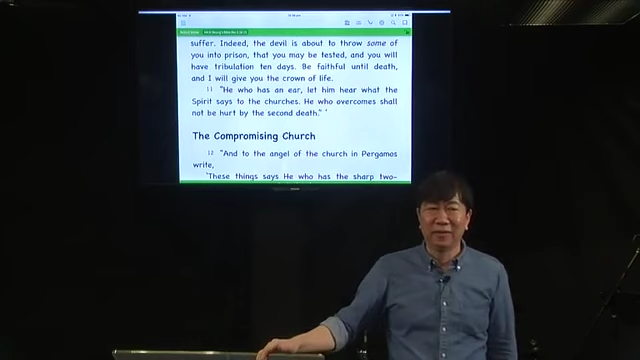 suffer. Indeed, the devil is about to throw some of
you into prison, that you may be tested, and you will
have tribulation ten days. Be faithful until death,
and I will give you the crown of life.
11 "He who has an ear, let him hear what the
Spirit says to the churches. He who overcomes shall
not be hurt by the second death." '
The Compromising Church
12 "And to the angel of the church in Pergamos
write,
'These things says He who has the sharp two-